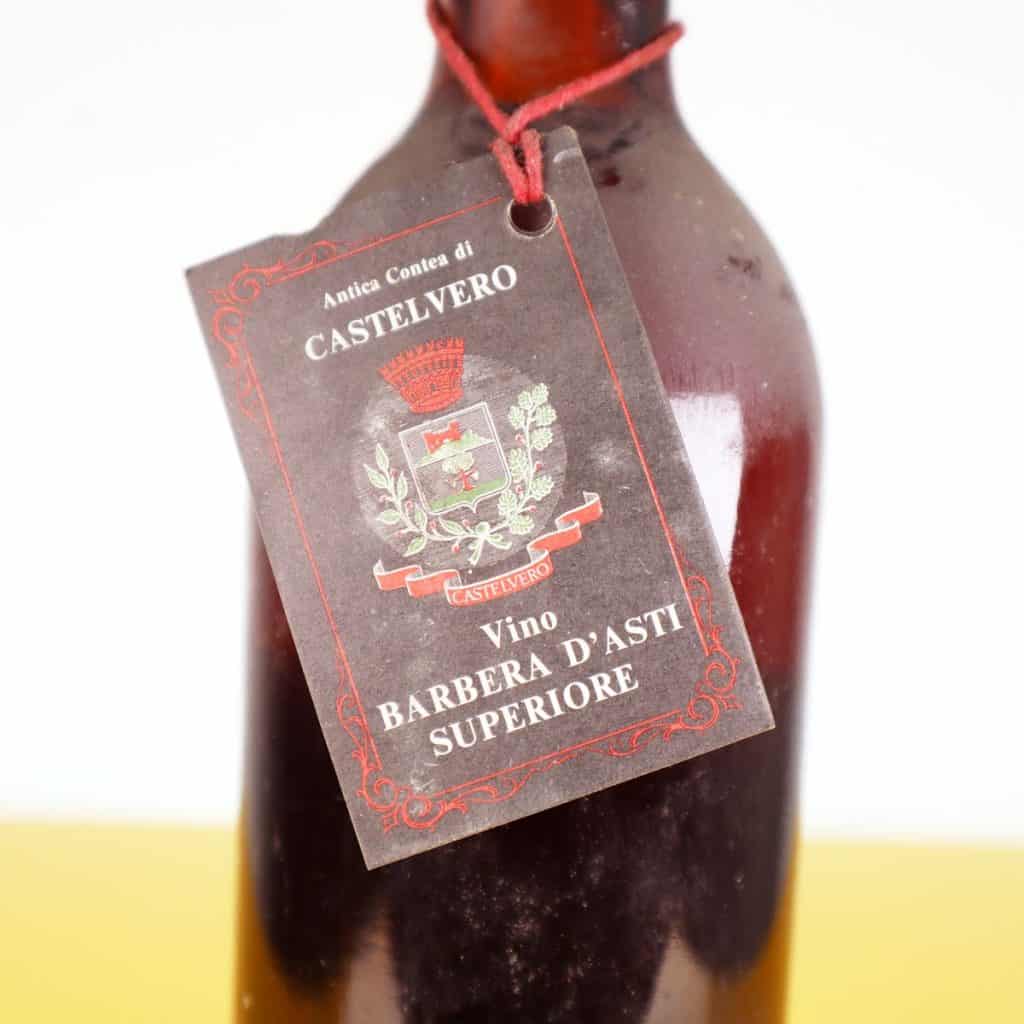 Antica Contea di
CASTELVERO
CASTELVERO
Vino
BARBERA D'ASTI
SUPERIORE